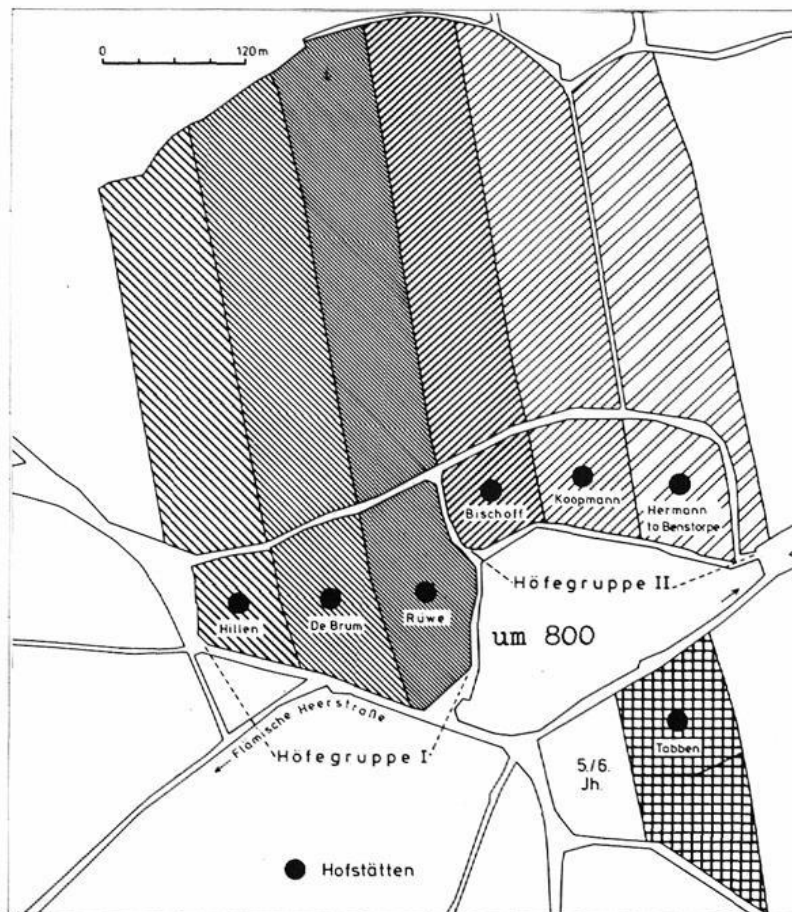 0 120 m
Bischoff
Koopmann
Hermann
to Benstorpe
Höfegruppe II
Hillen
De Brum
Rüwe
um 800
Flämische Heerstraße
Höfegruppe I
Tabben
5./6.
Jh.
Hofstätten